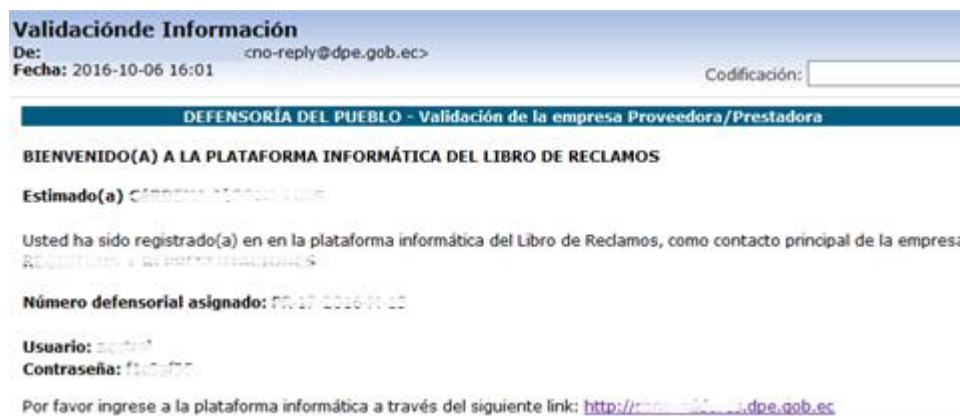 Validaciónde Información
De: <no-reply@dpe.gob.ec>
Fecha: 2016-10-06 16:01
Codificación:
DEFENSORÍA DEL PUEBLO - Validación de la empresa Proveedora/Prestadora
BIENVENIDO(A) A LA PLATAFORMA INFORMÁTICA DEL LIBRO DE RECLAMOS
Estimado(a)
Usted ha sido registrado(a) en en la plataforma informática del Libro de Reclamos, como contacto principal de la empresa
Número defensorial asignado:
Usuario:
Contraseña:
Por favor ingrese a la plataforma informática a través del siguiente link: http:// .dpe.gob.ec